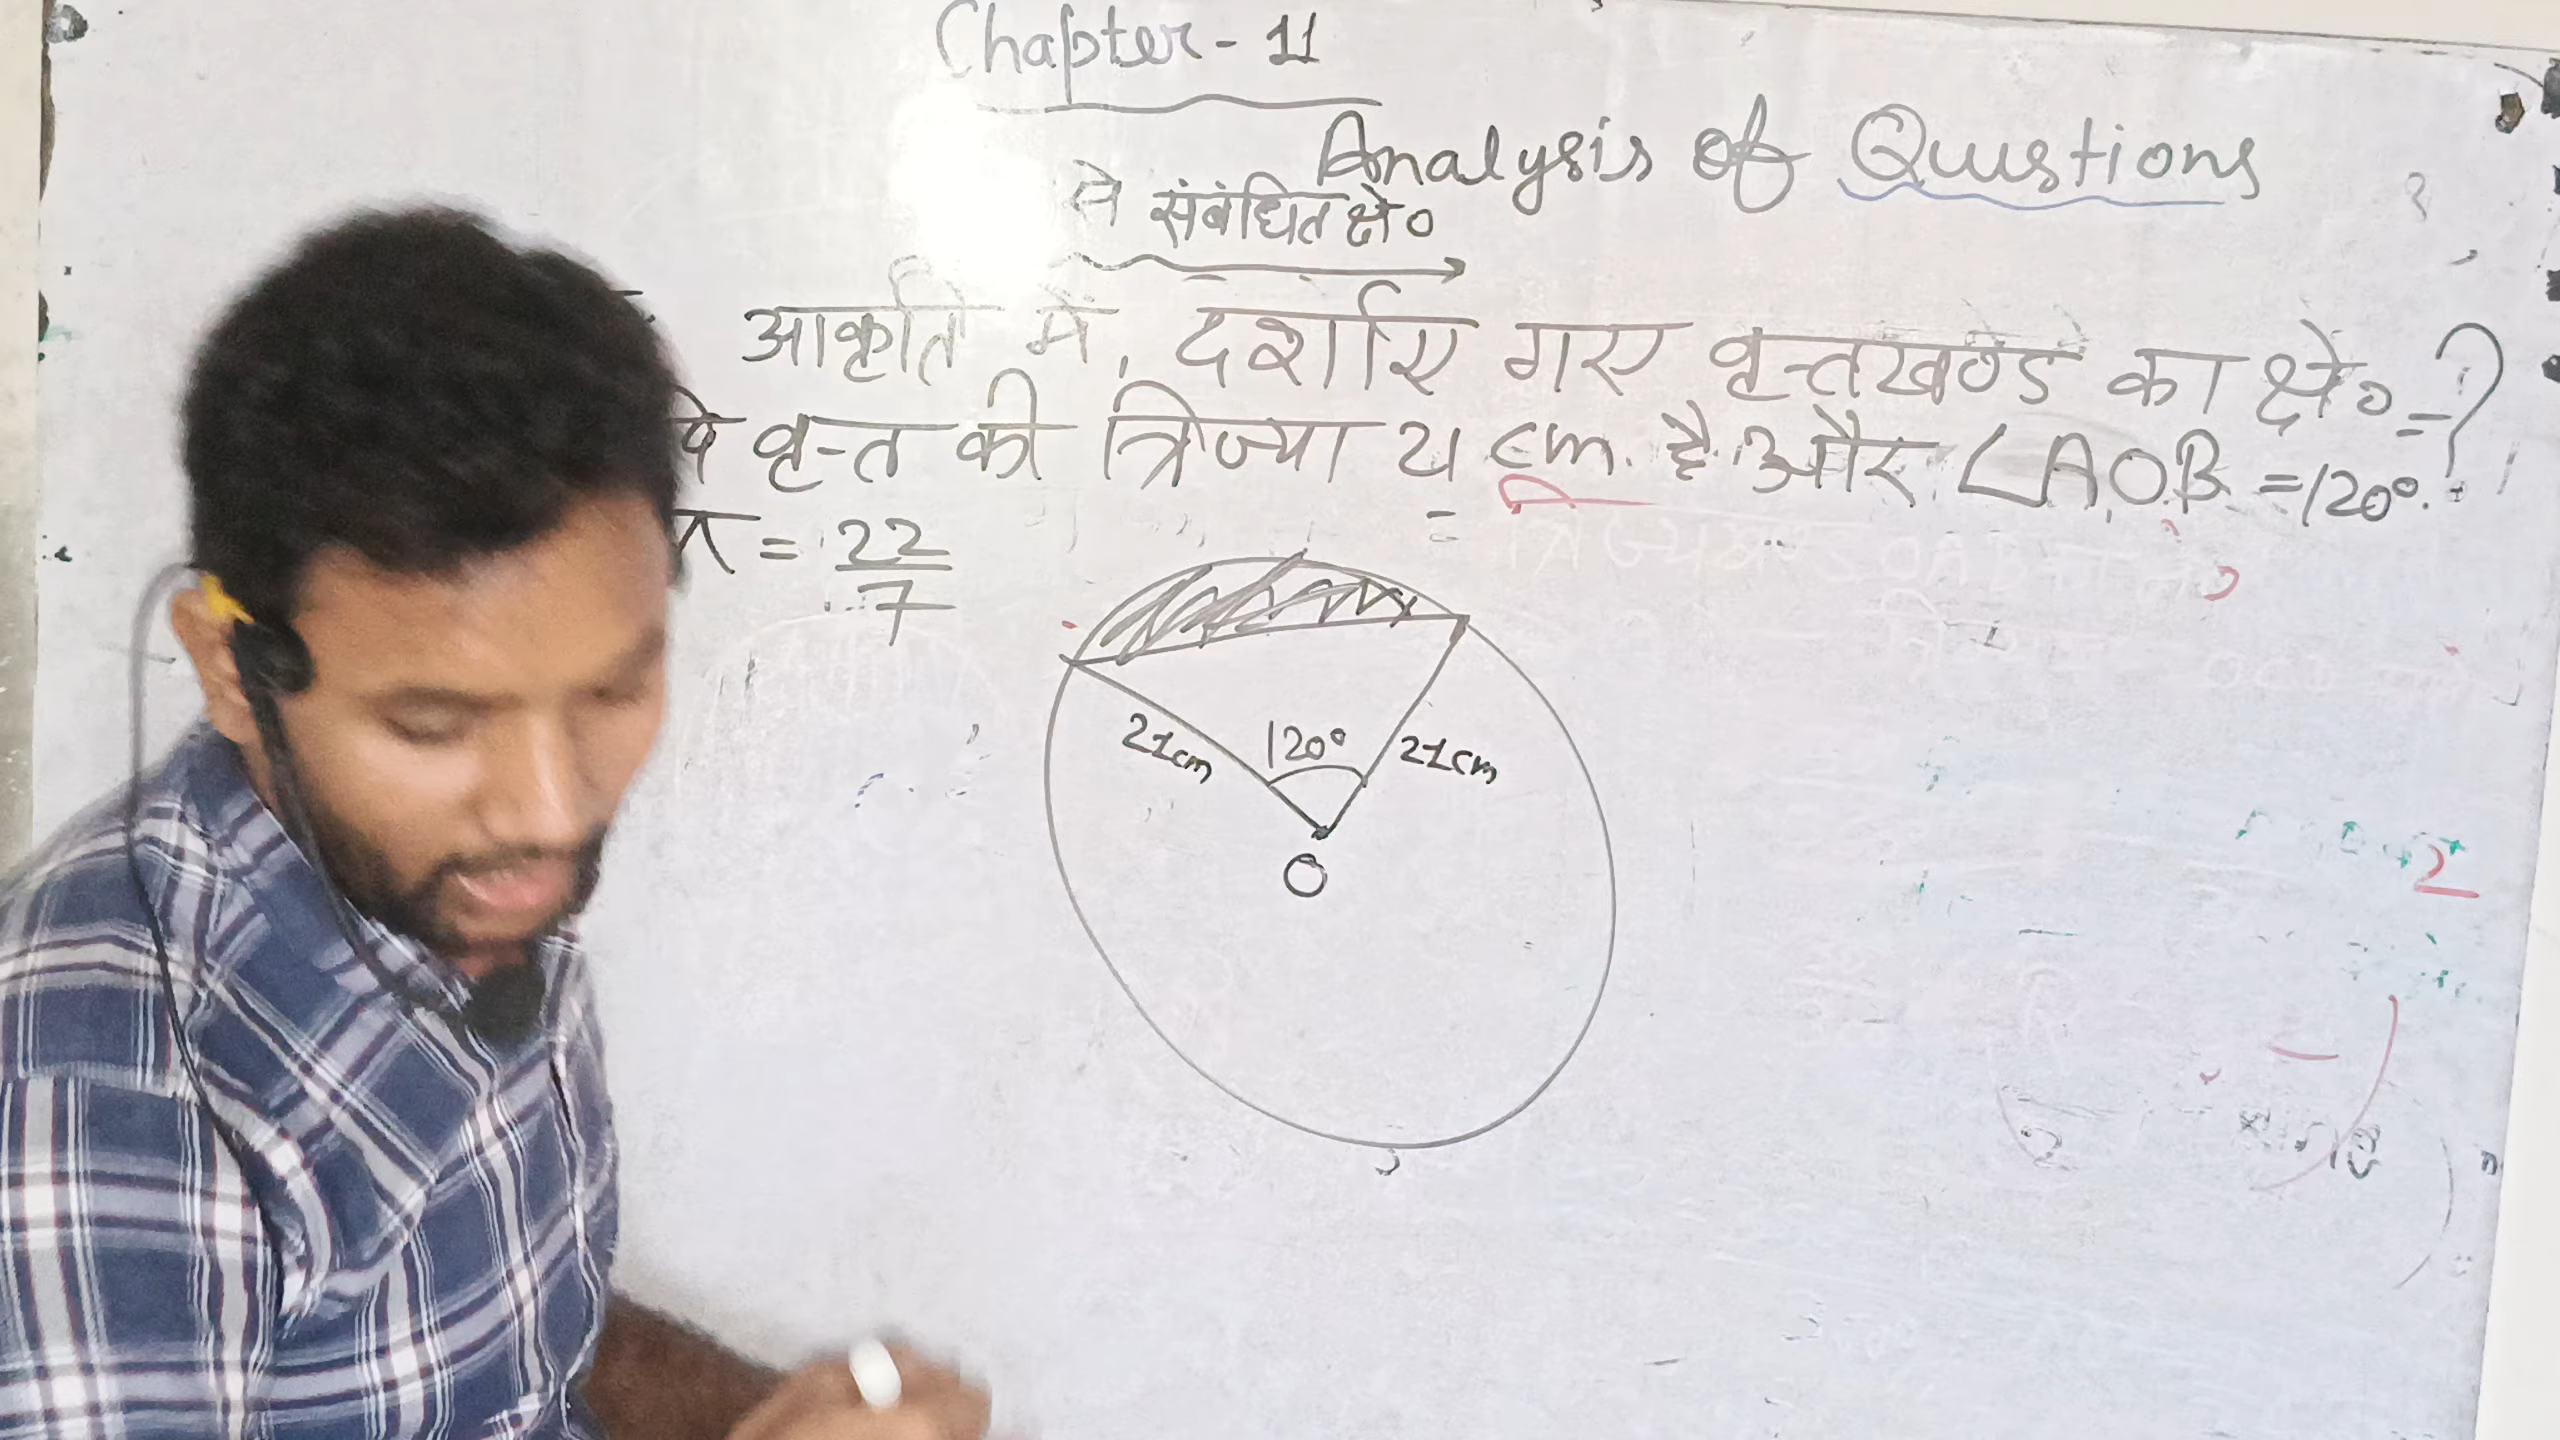 Chapter - 11
Analysis of Questions
से संबंधित क्षे०
आकृति में, दर्शाए गए वृत्तखण्ड का क्षे० = ?
वृत्त की त्रिज्या 21 cm है और ∠AOB = 120°.
π = 22/7
21cm 120° 21cm
O